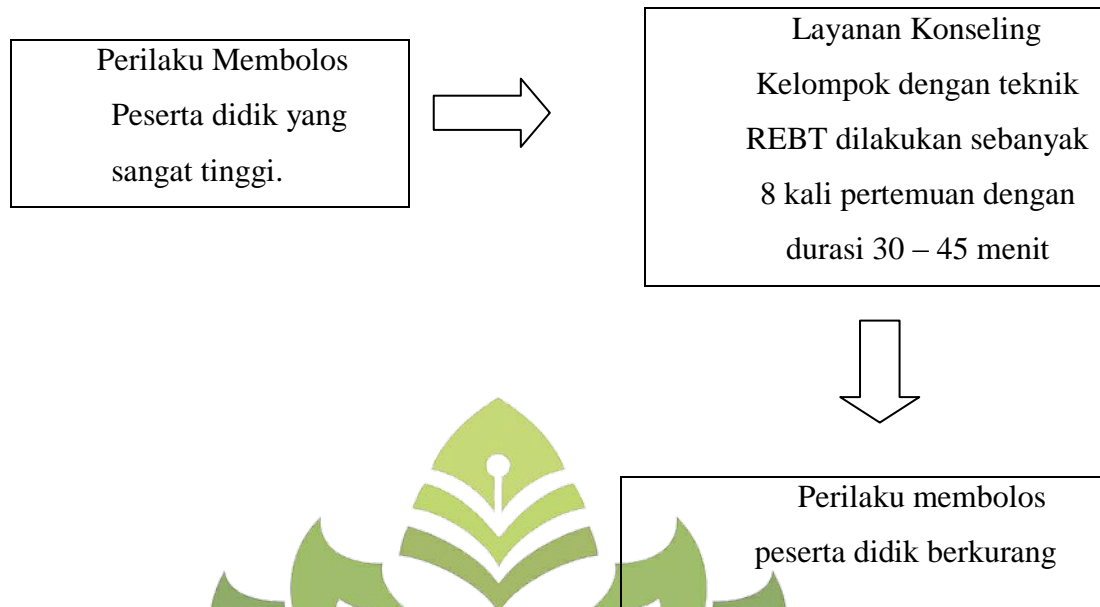 Perilaku Membolos
Peserta didik yang
sangat tinggi.
Layanan Konseling
Kelompok dengan teknik
REBT dilakukan sebanyak
8 kali pertemuan dengan
durasi 30 – 45 menit
Perilaku membolos
peserta didik berkurang